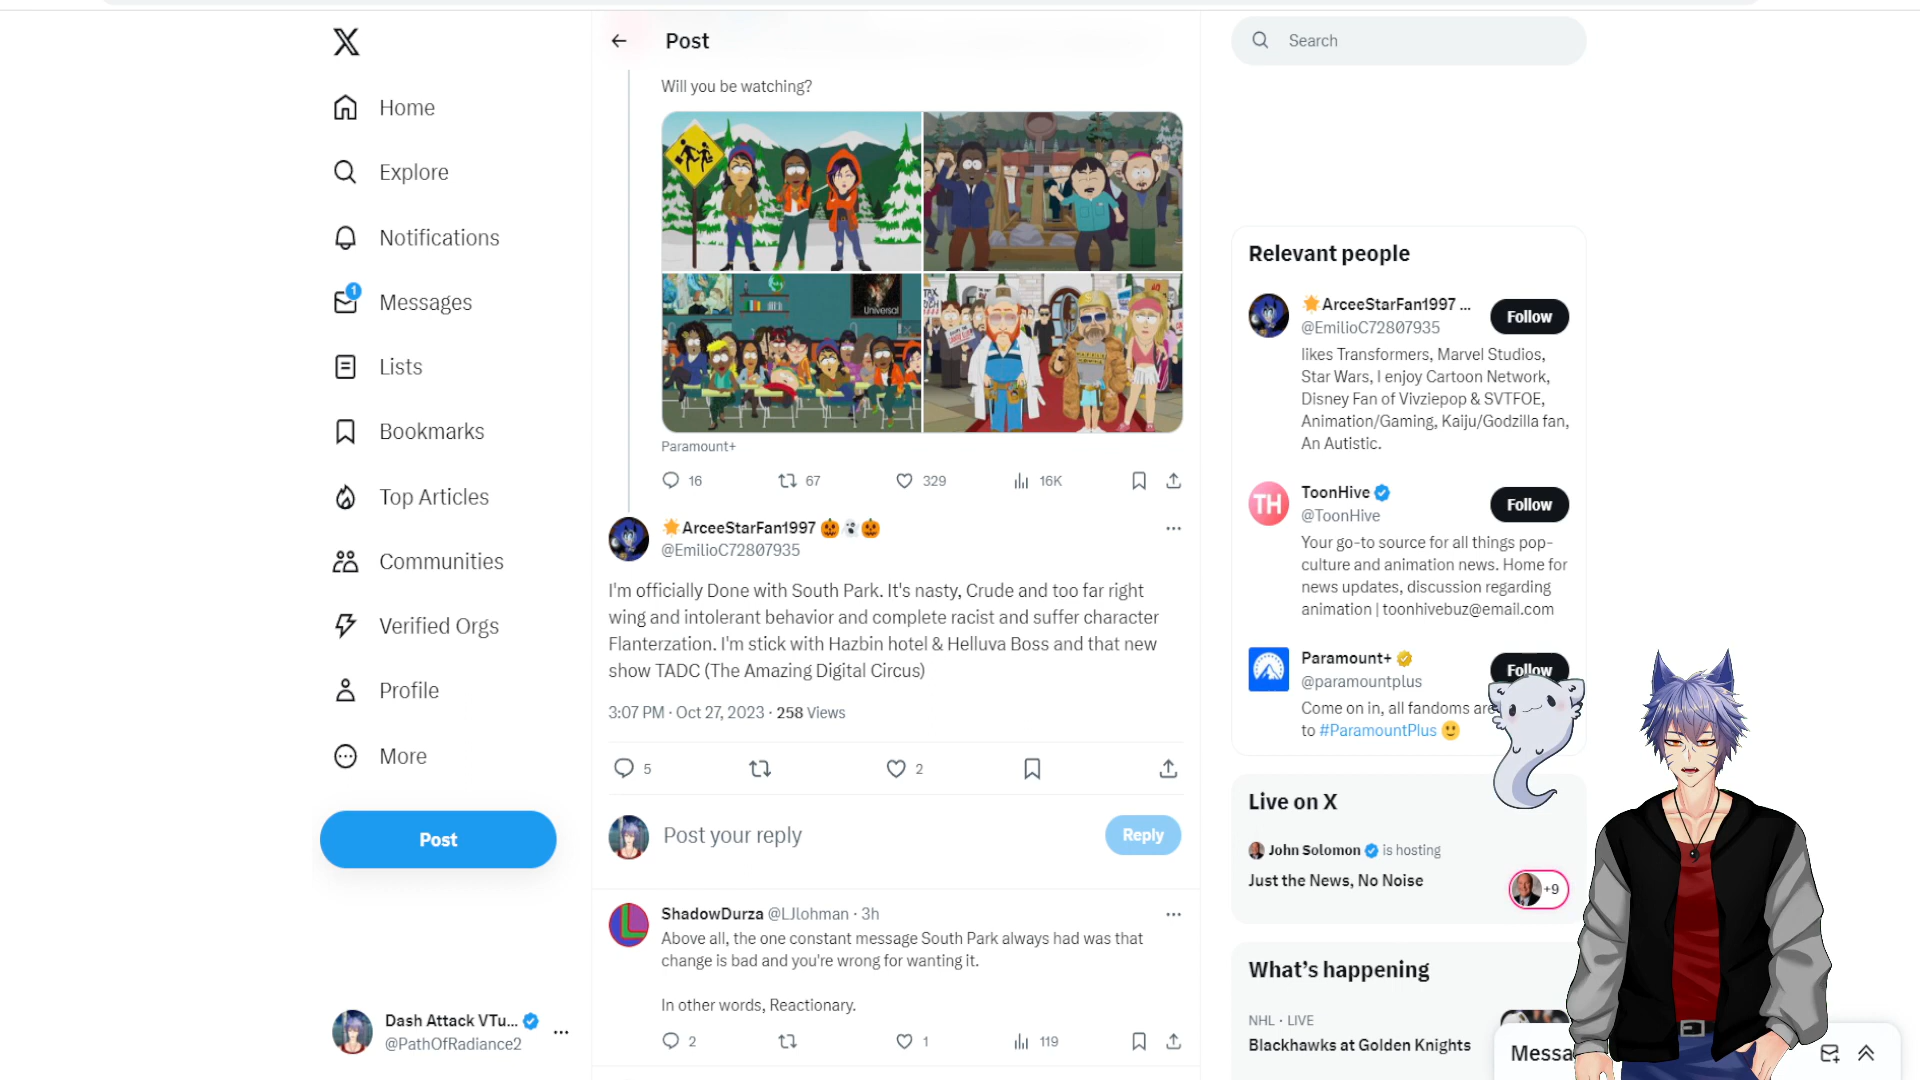 Post
Search
Home
Explore
Notifications
1
Messages
Lists
Bookmarks
Top Articles
Communities
Verified Orgs
Profile
More
Post
Dash Attack VTu...
@PathOfRadiance2
Will you be watching?
Universal
Paramount+
16
67
329
16K
ArceeStarFan1997
@EmilioC72807935
I'm officially Done with South Park. It's nasty, Crude and too far right
wing and intolerant behavior and complete racist and suffer character
Flanterzation. I'm stick with Hazbin hotel & Helluva Boss and that new
show TADC (The Amazing Digital Circus)
3:07 PM · Oct 27, 2023 · 258 Views
5
2
Post your reply
Reply
ShadowDurza @LJlohman · 3h
Above all, the one constant message South Park always had was that
change is bad and you're wrong for wanting it.
In other words, Reactionary.
2
1
119
Relevant people
ArceeStarFan1997 ...
@EmilioC72807935
Follow
likes Transformers, Marvel Studios,
Star Wars, I enjoy Cartoon Network,
Disney Fan of Vivziepop & SVTFOE,
Animation/Gaming, Kaiju/Godzilla fan,
An Autistic.
TH
ToonHive
@ToonHive
Follow
Your go-to source for all things pop-
culture and animation news. Home for
news updates, discussion regarding
animation | toonhivebuz@email.com
Paramount+
@paramountplus
Follow
Come on in, all fandoms are
to #ParamountPlus
Live on X
John Solomon is hosting
Just the News, No Noise
+9
What's happening
NHL · LIVE
Blackhawks at Golden Knights
Messa